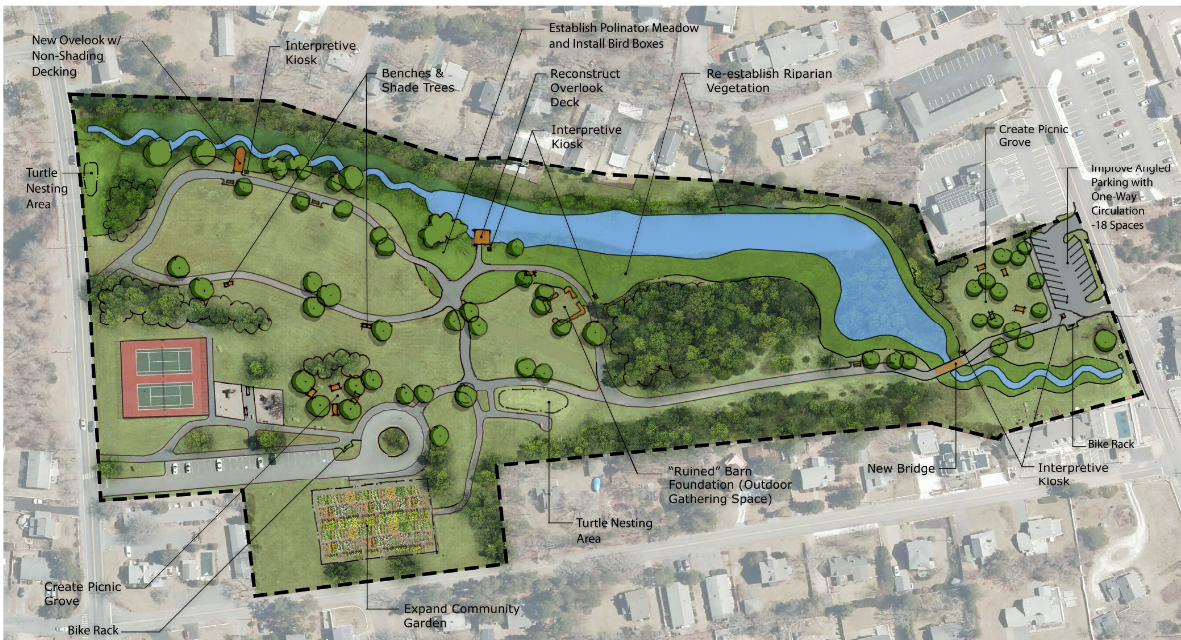 New Ovelook w/
Non-Shading
Decking
Interpretive
Kiosk
Benches &
Shade Trees
Establish Polinator Meadow
and Install Bird Boxes
Reconstruct
Overlook
Deck
Interpretive
Kiosk
Re-establish Riparian
Vegetation
Create Picnic
Grove
Improve Angled
Parking with
One-Way
Circulation
-18 Spaces
Turtle
Nesting
Area
Bike Rack
Interpretive
Kiosk
New Bridge
"Ruined" Barn
Foundation (Outdoor
Gathering Space)
Turtle Nesting
Area
Create Picnic
Grove
Expand Community
Garden
Bike Rack